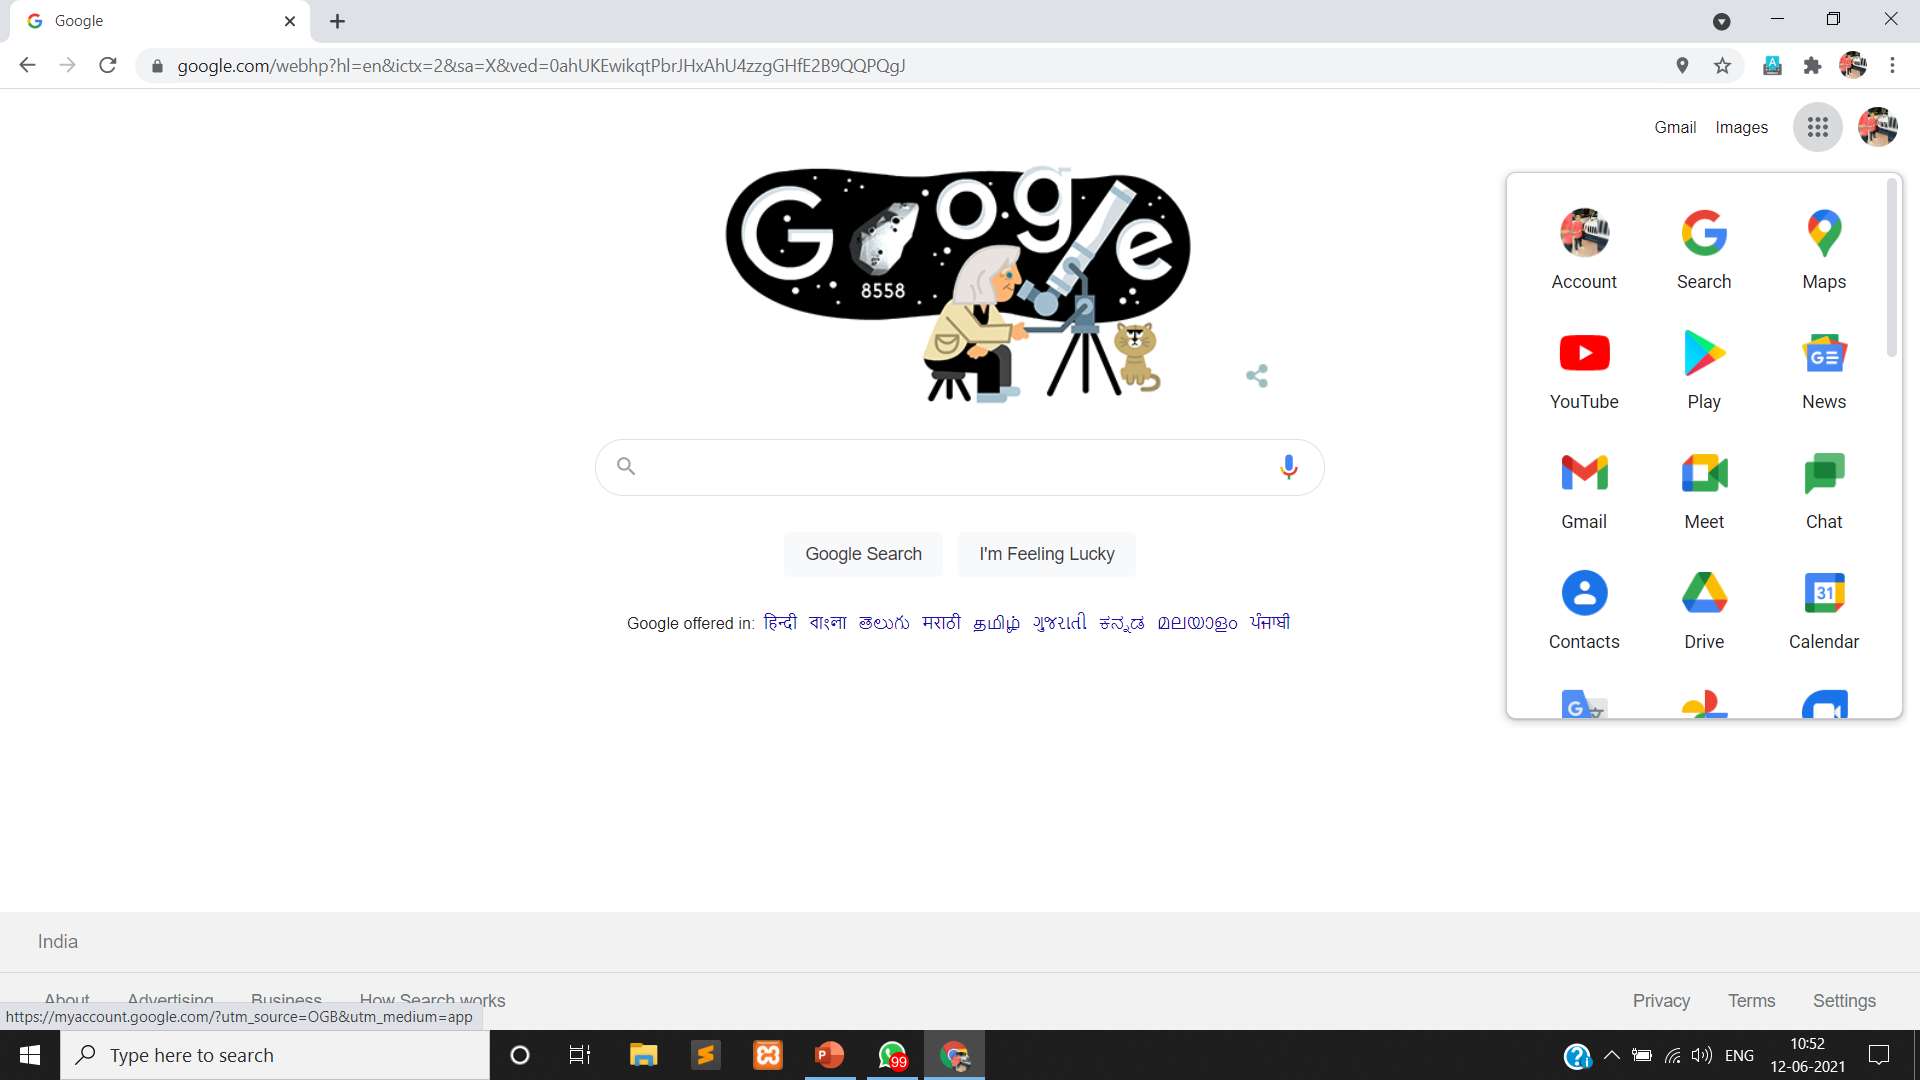 Google
google.com/webhp?hl=en&ictx=2&sa=X&ved=0ahUKEwikqtPbrJHxAhU4zzgGHfE2B9QQPQgJ
Gmail Images
Google
8558
Account Search Maps
YouTube Play News
Gmail Meet Chat
31
Contacts Drive Calendar
Google Search I'm Feeling Lucky
Google offered in: हिन्दी বাংলা తెలుగు मराठी தமிழ் ગુજરાતી ಕನ್ನಡ മലയാളം ਪੰਜਾਬੀ
India
About Advertising Business How Search works Privacy Terms Settings
https://myaccount.google.com/?utm_source=OGB&utm_medium=app
Type here to search
99
ENG
10:52
12-06-2021